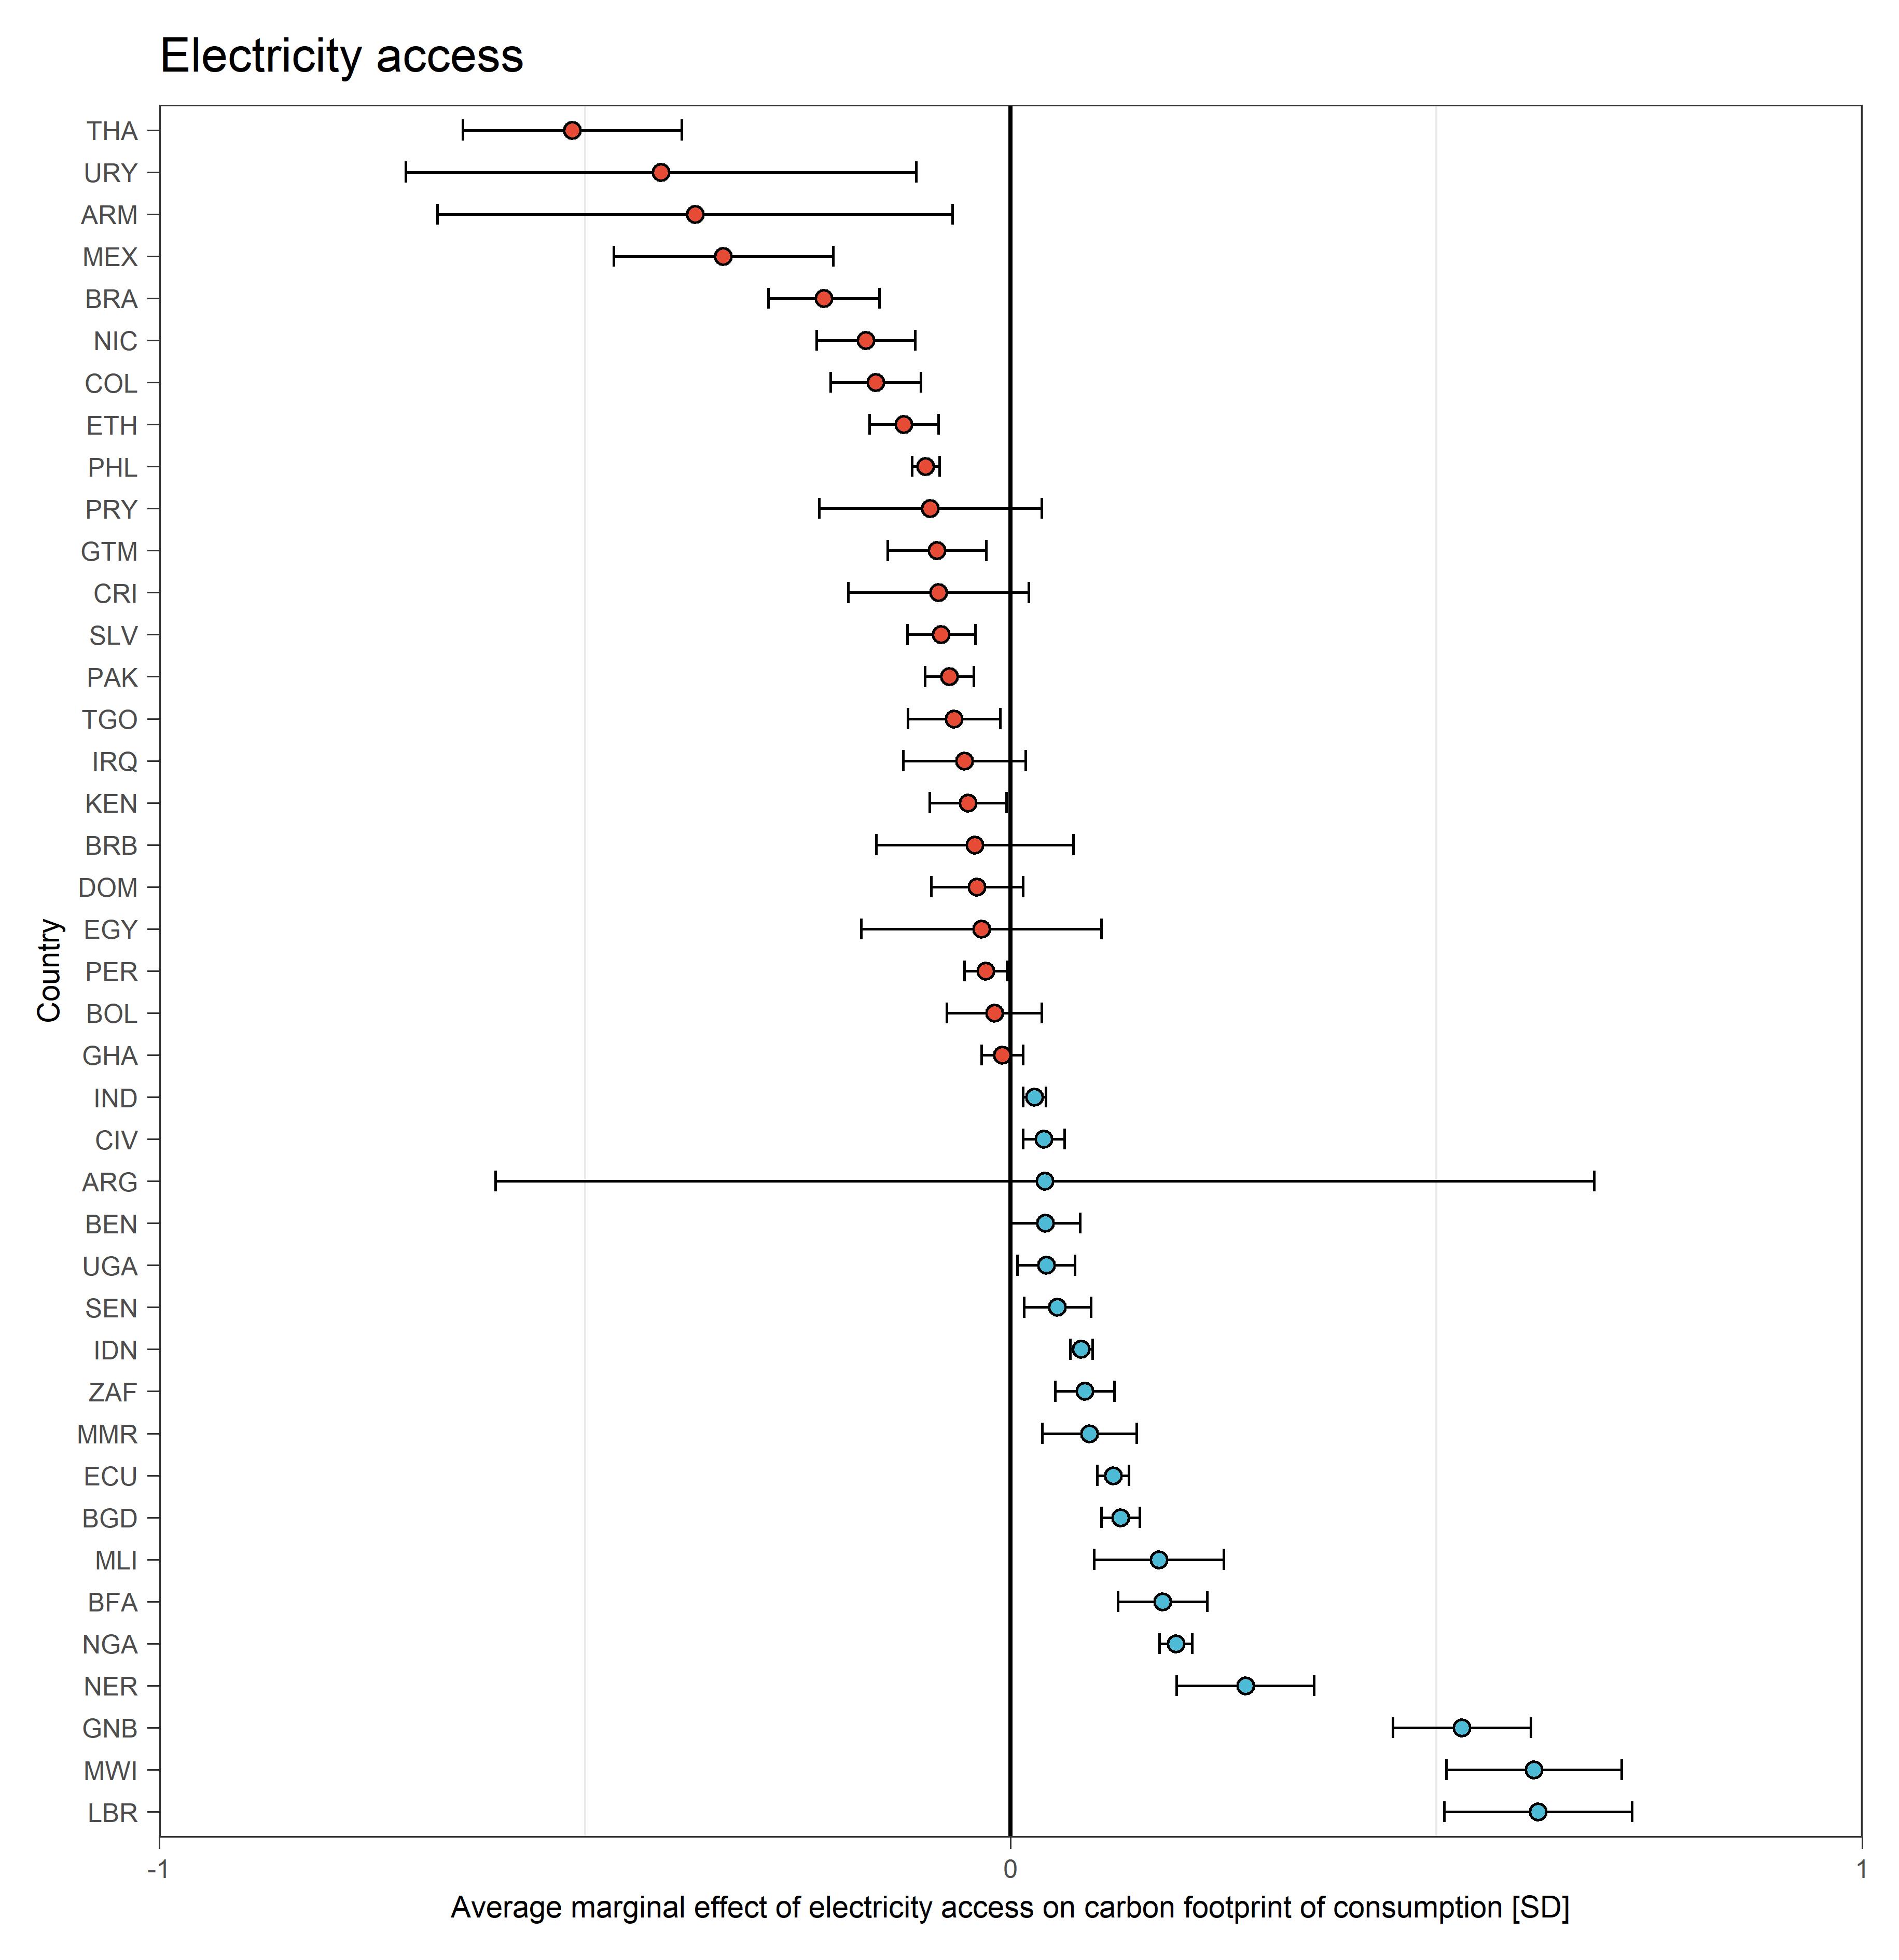 Electricity access
Country
THA
URY
ARM
MEX
BRA
NIC
COL
ETH
PHL
PRY
GTM
CRI
SLV
PAK
TGO
IRQ
KEN
BRB
DOM
EGY
PER
BOL
GHA
IND
CIV
ARG
BEN
UGA
SEN
IDN
ZAF
MMR
ECU
BGD
MLI
BFA
NGA
NER
GNB
MWI
LBR
-1 0 1
Average marginal effect of electricity access on carbon footprint of consumption [SD]